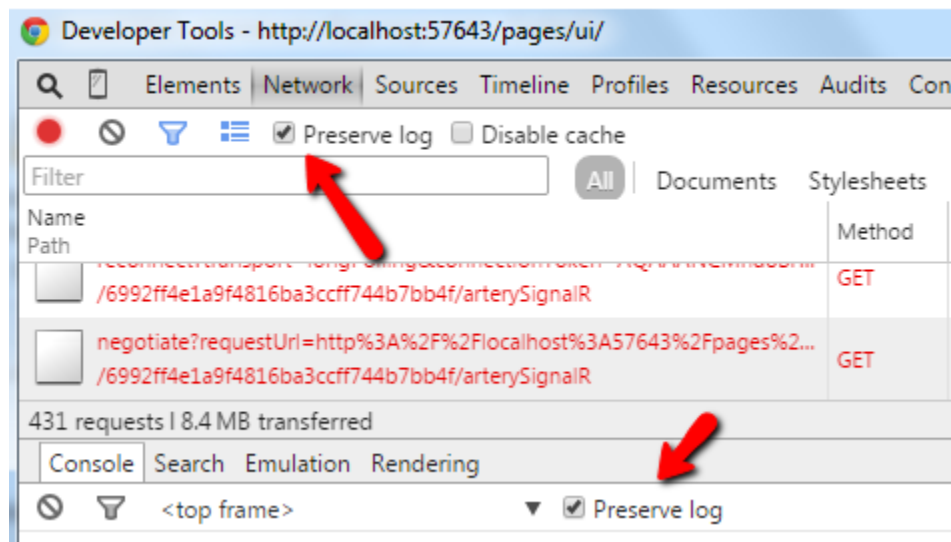 Developer Tools - http://localhost:57643/pages/ui/
Elements Network Sources Timeline Profiles Resources Audits Con
Preserve log Disable cache
Filter All Documents Stylesheets
Name Method
Path
GET
/6992ff4e1a9f4816ba3ccff744b7bb4f/arterySignalR
negotiate?requestUrl=http%3A%2F%2Flocalhost%3A57643%2Fpages%2... GET
/6992ff4e1a9f4816ba3ccff744b7bb4f/arterySignalR
431 requests | 8.4 MB transferred
Console Search Emulation Rendering
<top frame> ▼ Preserve log